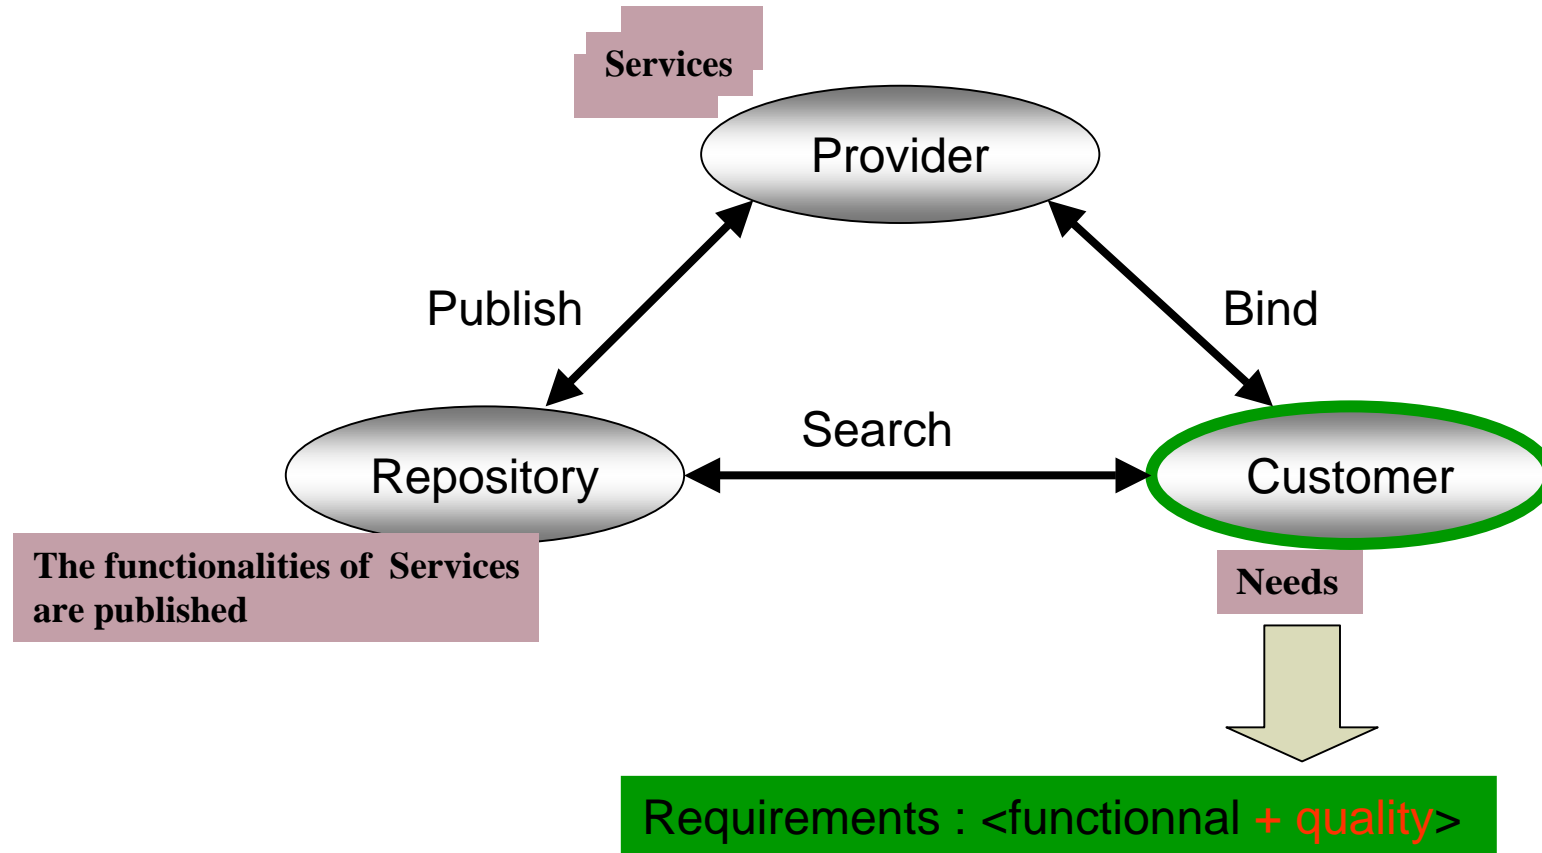 Services
Provider
Publish
Bind
Search
Repository
Customer
The functionalities of  Services
are published
Needs
Requirements : <functionnal + quality>